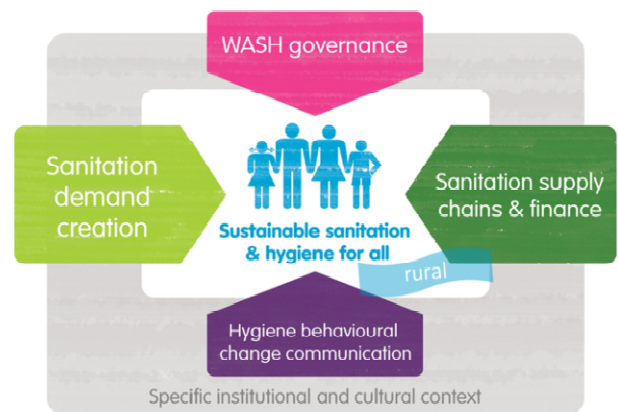 WASH governance
Sanitation
demand
creation
Sanitation supply
chains & finance
Sustainable sanitation
& hygiene for all
rural
Hygiene behavioural
change communication
Specific institutional and cultural context